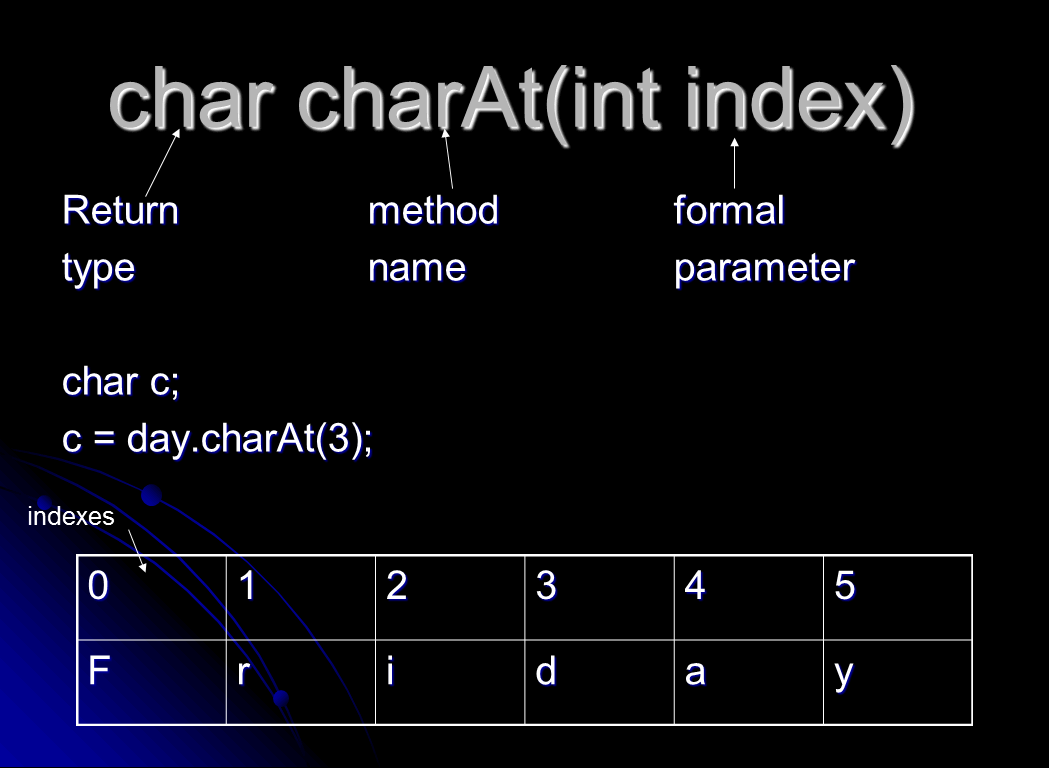 char charAt(int index)
Return method formal
type name parameter
char c;
c = day.charAt(3);
indexes
0 1 2 3 4 5
F r i d a y